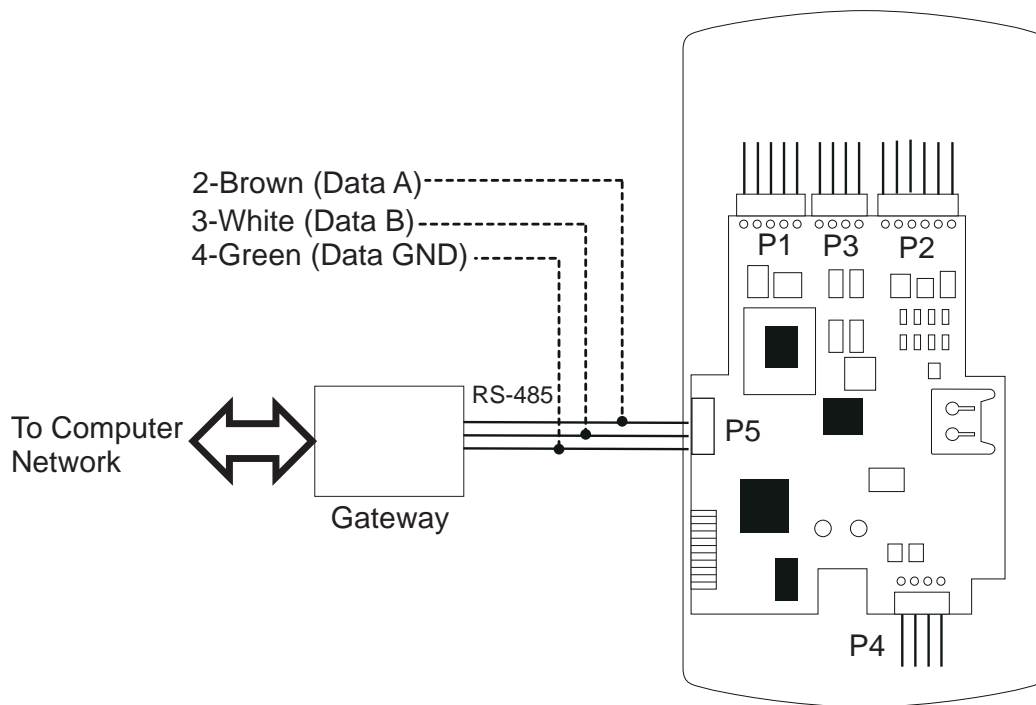 2-Brown (Data A)
3-White (Data B)
4-Green (Data GND)
RS-485
To Computer
Network
Gateway
P1
P3
P2
P5
P4